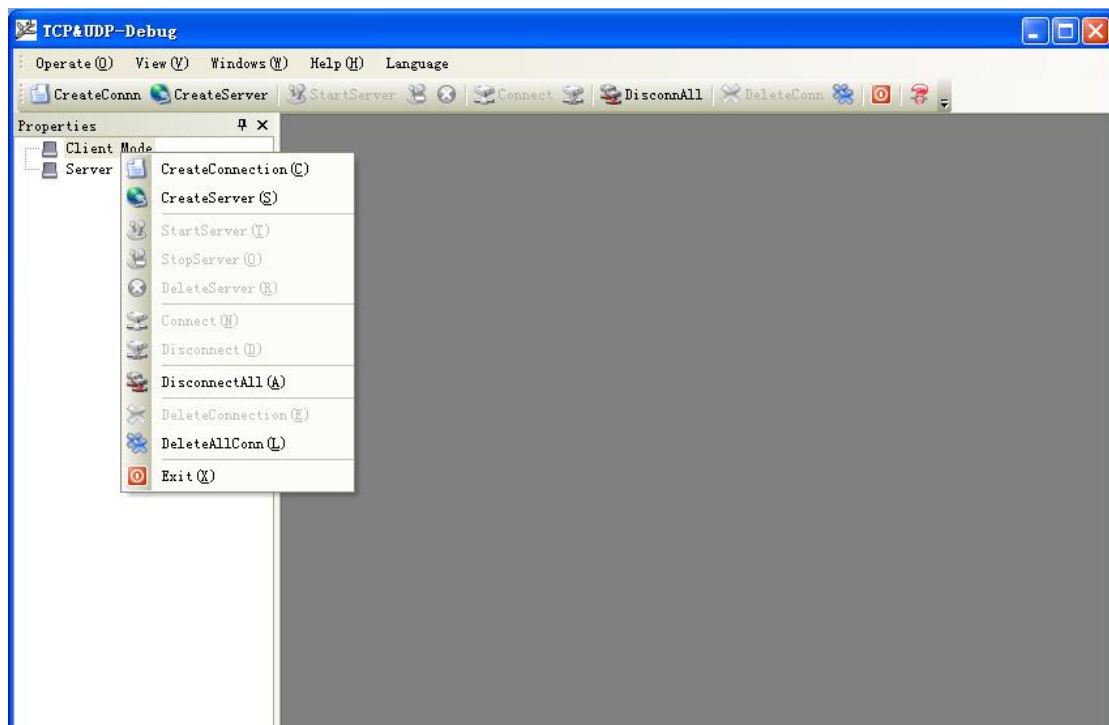 TCP&UDP-Debug
Operate(O) View(V) Windows(W) Help(H) Language
CreateConnn CreateServer StartServer Connect DisconnAll DeleteConn
Properties
Client Mode
Server
CreateConnection(C)
CreateServer(S)
StartServer(T)
StopServer(O)
DeleteServer(R)
Connect(N)
Disconnect(D)
DisconnectAll(A)
DeleteConnection(E)
DeleteAllConn(L)
Exit(X)